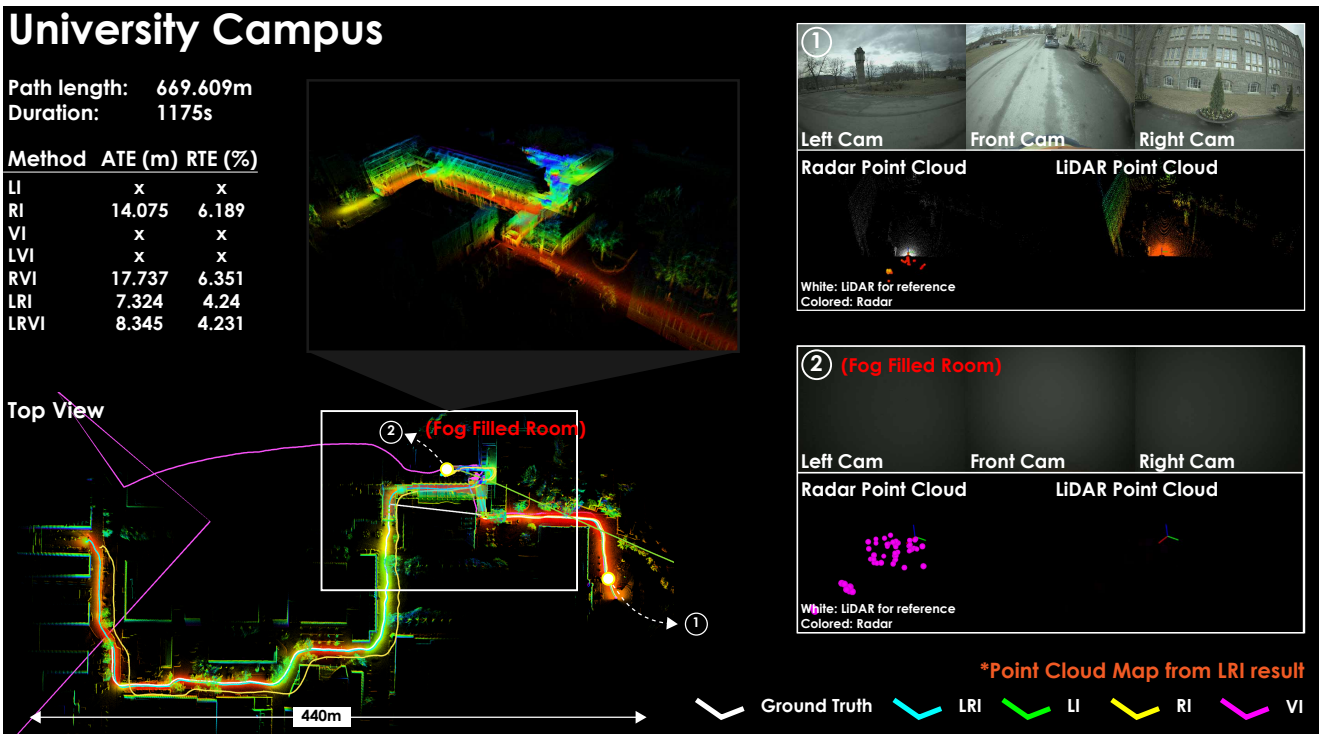 University Campus
Path length: 669.609m
Duration: 1175s
Method ATE (m) RTE (%)
LI x x
RI 14.075 6.189
VI x x
LVI x x
RVI 17.737 6.351
LRI 7.324 4.24
LRVI 8.345 4.231
Top View
2 (Fog Filled Room)
1
440m
1
Left Cam Front Cam Right Cam
Radar Point Cloud LiDAR Point Cloud
White: LiDAR for reference
Colored: Radar
2 (Fog Filled Room)
Left Cam Front Cam Right Cam
Radar Point Cloud LiDAR Point Cloud
White: LiDAR for reference
Colored: Radar
*Point Cloud Map from LRI result
Ground Truth LRI LI RI VI